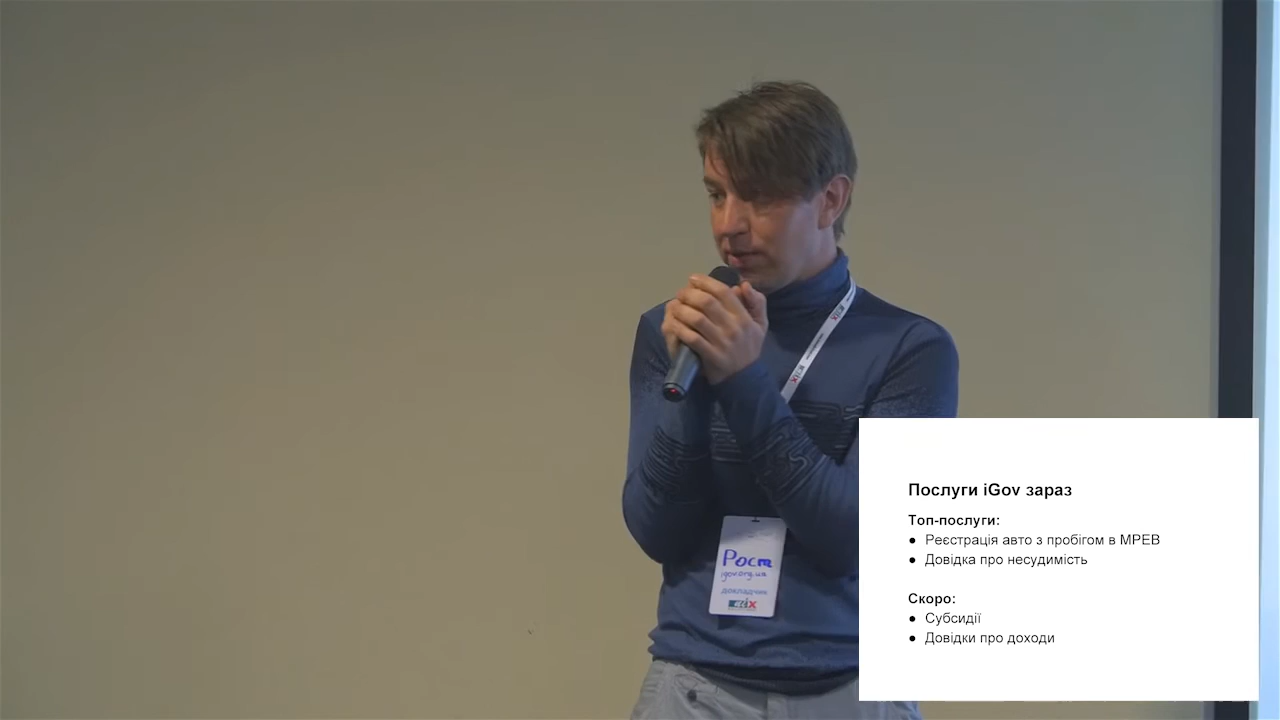 Рост
igov.org.ua
докладчик
Послуги iGov зараз
Топ-послуги:
● Реєстрація авто з пробігом в МРЕВ
● Довідка про несудимість
Скоро:
● Субсидії
● Довідки про доходи